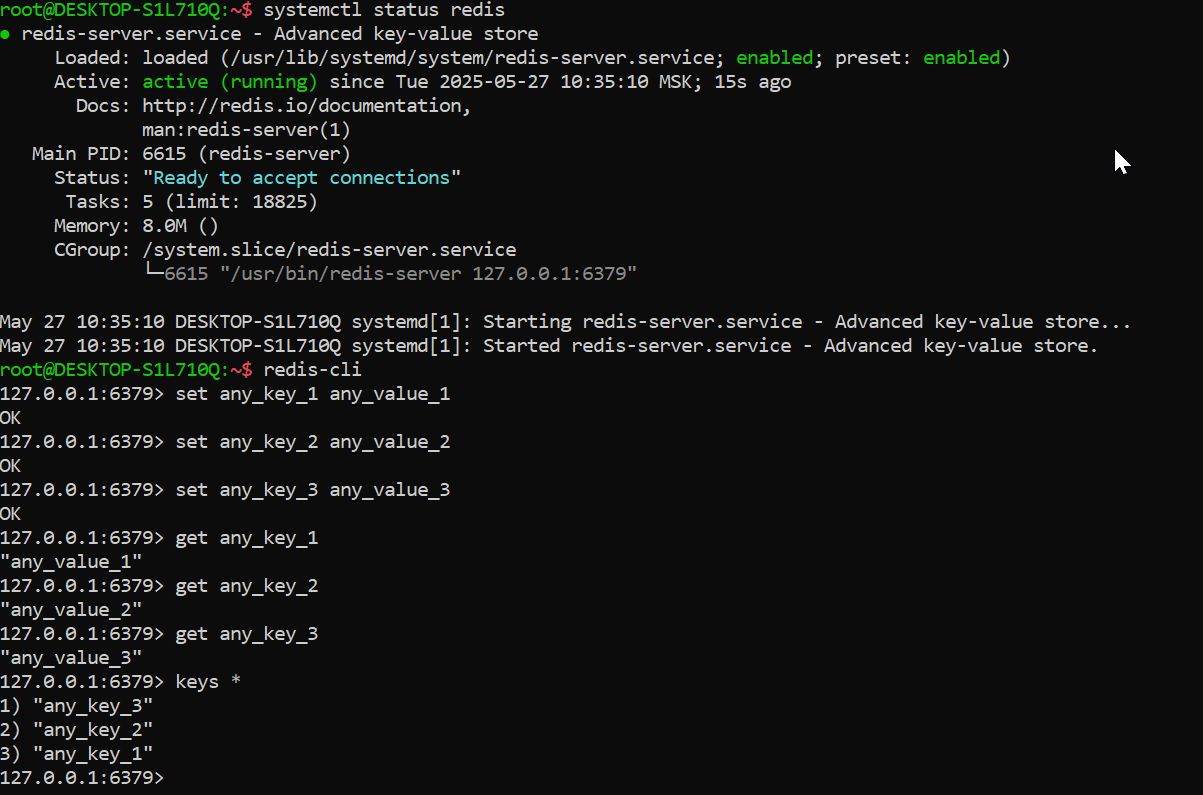 root@DESKTOP-S1L710Q:~$ systemctl status redis
● redis-server.service - Advanced key-value store
     Loaded: loaded (/usr/lib/systemd/system/redis-server.service; enabled; preset: enabled)
     Active: active (running) since Tue 2025-05-27 10:35:10 MSK; 15s ago
       Docs: http://redis.io/documentation,
             man:redis-server(1)
   Main PID: 6615 (redis-server)
     Status: "Ready to accept connections"
      Tasks: 5 (limit: 18825)
     Memory: 8.0M ()
     CGroup: /system.slice/redis-server.service
             └─6615 "/usr/bin/redis-server 127.0.0.1:6379"

May 27 10:35:10 DESKTOP-S1L710Q systemd[1]: Starting redis-server.service - Advanced key-value store...
May 27 10:35:10 DESKTOP-S1L710Q systemd[1]: Started redis-server.service - Advanced key-value store.
root@DESKTOP-S1L710Q:~$ redis-cli
127.0.0.1:6379> set any_key_1 any_value_1
OK
127.0.0.1:6379> set any_key_2 any_value_2
OK
127.0.0.1:6379> set any_key_3 any_value_3
OK
127.0.0.1:6379> get any_key_1
"any_value_1"
127.0.0.1:6379> get any_key_2
"any_value_2"
127.0.0.1:6379> get any_key_3
"any_value_3"
127.0.0.1:6379> keys *
1) "any_key_3"
2) "any_key_2"
3) "any_key_1"
127.0.0.1:6379>